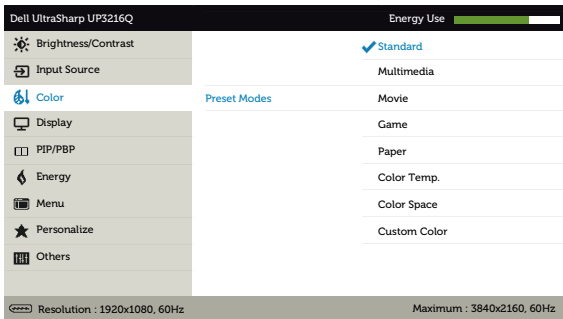 Dell UltraSharp UP3216Q
Energy Use
Brightness/Contrast
Input Source
Color
Display
PIP/PBP
Energy
Menu
Personalize
Others
Preset Modes
Standard
Multimedia
Movie
Game
Paper
Color Temp.
Color Space
Custom Color
Resolution : 1920x1080, 60Hz
Maximum : 3840x2160, 60Hz